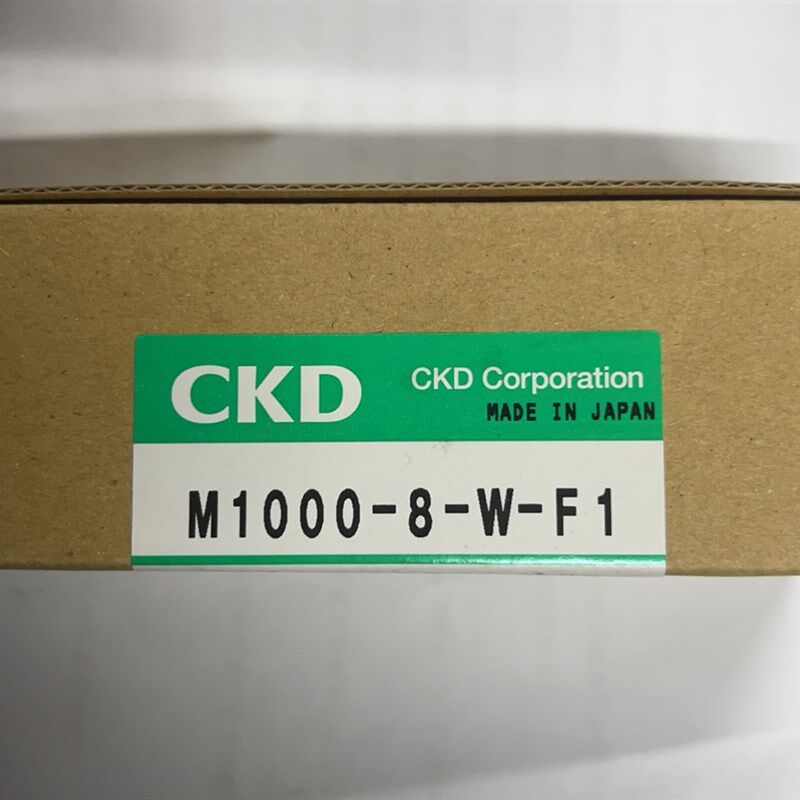 CKD
CKD Corporation
MADE IN JAPAN
M1000-8-W-F1